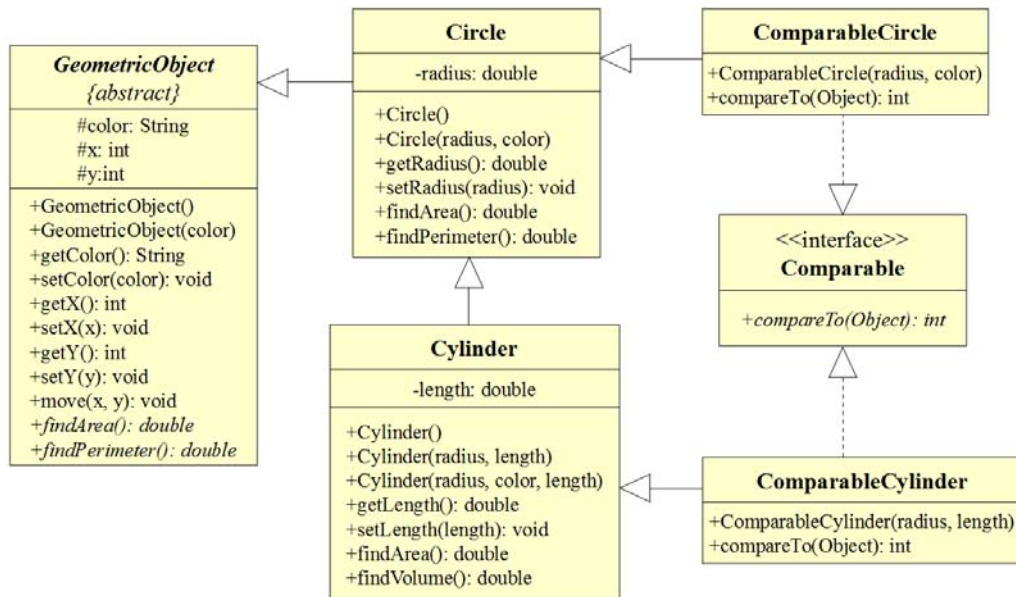 GeometricObject
{abstract}
#color: String
#x: int
#y:int
+GeometricObject()
+GeometricObject(color)
+getColor(): String
+setColor(color): void
+getX(): int
+setX(x): void
+getY(): int
+setY(y): void
+move(x, y): void
+findArea(): double
+findPerimeter(): double
Circle
-radius: double
+Circle()
+Circle(radius, color)
+getRadius(): double
+setRadius(radius): void
+findArea(): double
+findPerimeter(): double
Cylinder
-length: double
+Cylinder()
+Cylinder(radius, length)
+Cylinder(radius, color, length)
+getLength(): double
+setLength(length): void
+findArea(): double
+findVolume(): double
ComparableCircle
+ComparableCircle(radius, color)
+compareTo(Object): int
<<interface>>
Comparable
+compareTo(Object): int
ComparableCylinder
+ComparableCylinder(radius, length)
+compareTo(Object): int